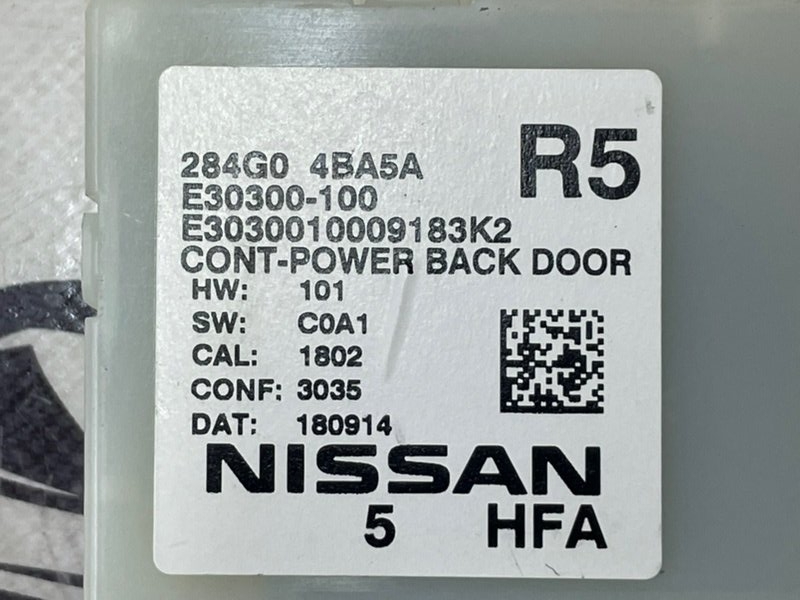 R5
284G0 4BA5A
E30300-100
E3030010009183K2
CONT-POWER BACK DOOR
HW: 101
SW: C0A1
CAL: 1802
CONF: 3035
DAT: 180914
NISSAN
5 HFA